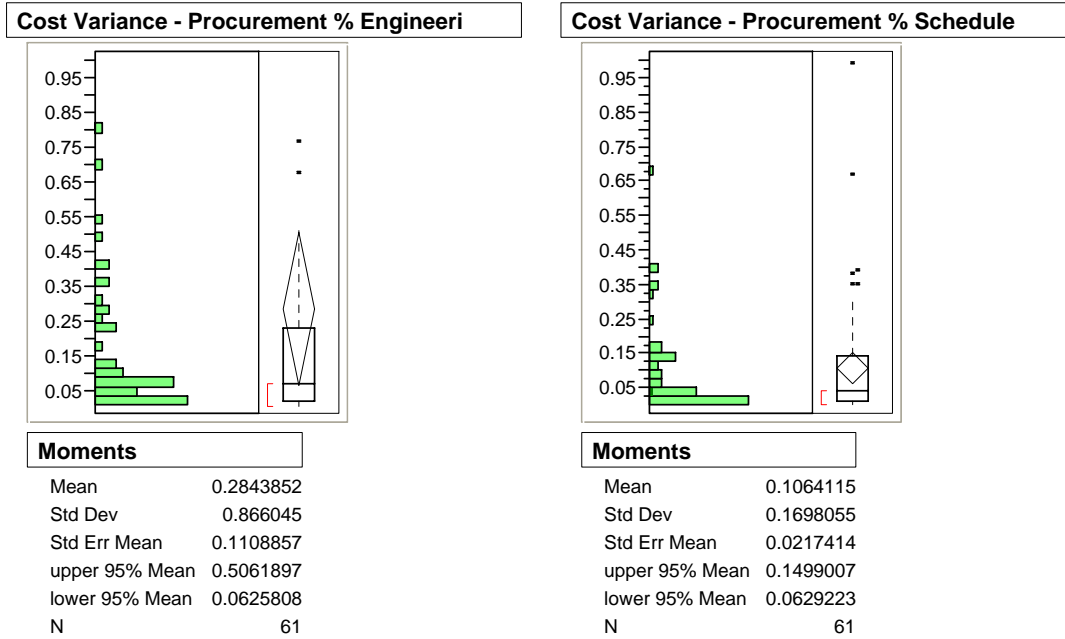 Cost Variance - Procurement % Engineeri
0.95
0.85
0.75
0.65
0.55
0.45
0.35
0.25
0.15
0.05
Moments
Mean 0.2843852
Std Dev 0.866045
Std Err Mean 0.1108857
upper 95% Mean 0.5061897
lower 95% Mean 0.0625808
N 61
Cost Variance - Procurement % Schedule
0.95
0.85
0.75
0.65
0.55
0.45
0.35
0.25
0.15
0.05
Moments
Mean 0.1064115
Std Dev 0.1698055
Std Err Mean 0.0217414
upper 95% Mean 0.1499007
lower 95% Mean 0.0629223
N 61